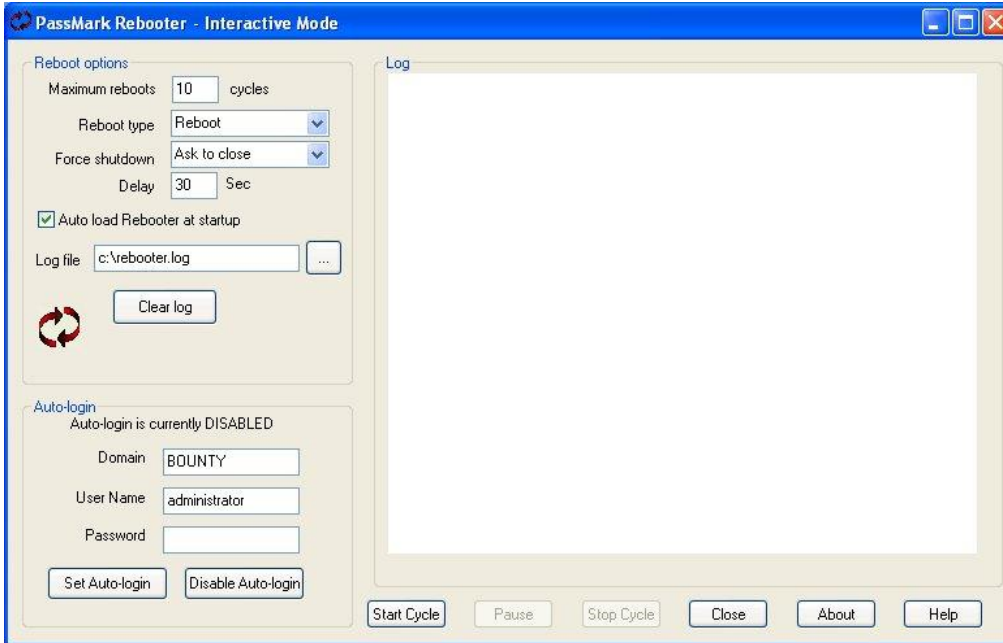 PassMark Rebooter - Interactive Mode
Reboot options
Maximum reboots 10 cycles
Reboot type Reboot
Force shutdown Ask to close
Delay 30 Sec
Auto load Rebooter at startup
Log file c:\rebooter.log ...
Clear log
Auto-login
Auto-login is currently DISABLED
Domain BOUNTY
User Name administrator
Password
Set Auto-login Disable Auto-login
Log
Start Cycle Pause Stop Cycle Close About Help